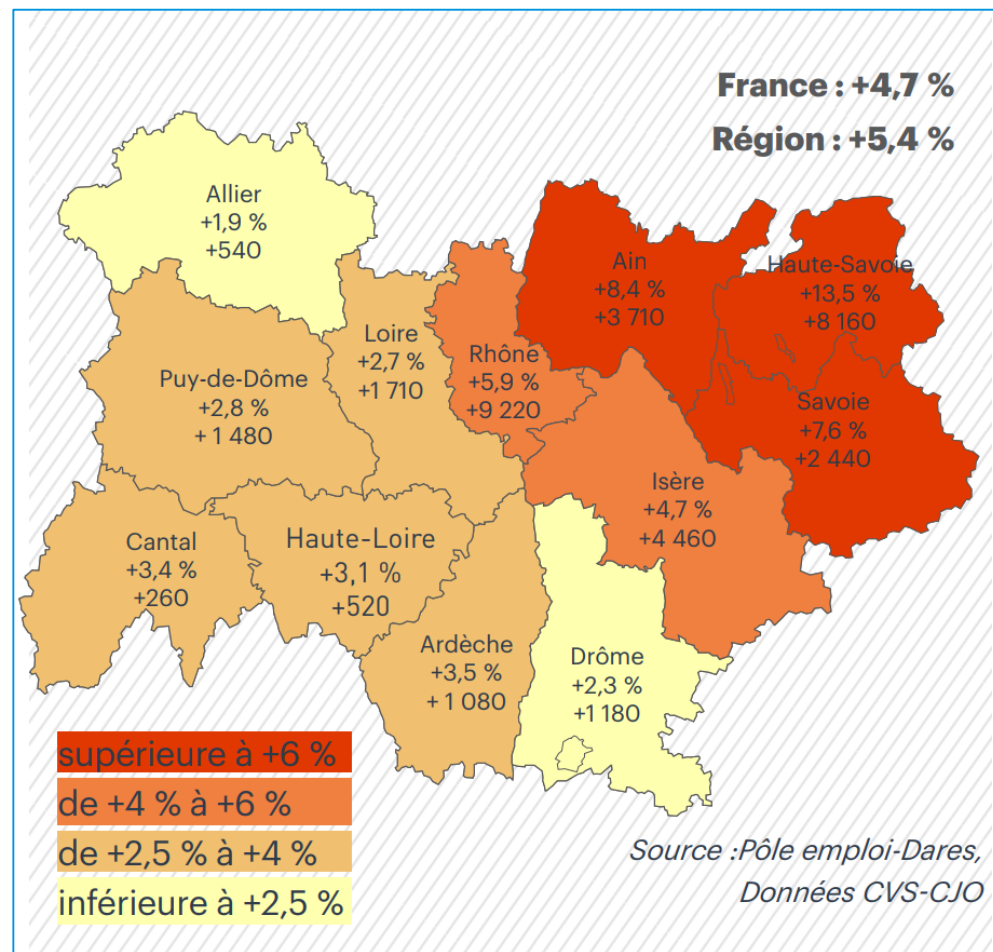 France : +4,7 %
Région : +5,4 %
Allier
+1,9 %
+540
Ain
+8,4 %
+3 710
Haute-Savoie
+13,5 %
+8 160
Loire
+2,7 %
+1 710
Rhône
+5,9 %
+9 220
Puy-de-Dôme
+2,8 %
+ 1 480
Savoie
+7,6 %
+2 440
Isère
+4,7 %
+4 460
Cantal
+3,4 %
+260
Haute-Loire
+3,1 %
+520
Ardèche
+3,5 %
+ 1 080
Drôme
+2,3 %
+1 180
supérieure à +6 %
de +4 % à +6 %
de +2,5 % à +4 %
inférieure à +2,5 %
Source :Pôle emploi-Dares,
Données CVS-CJO